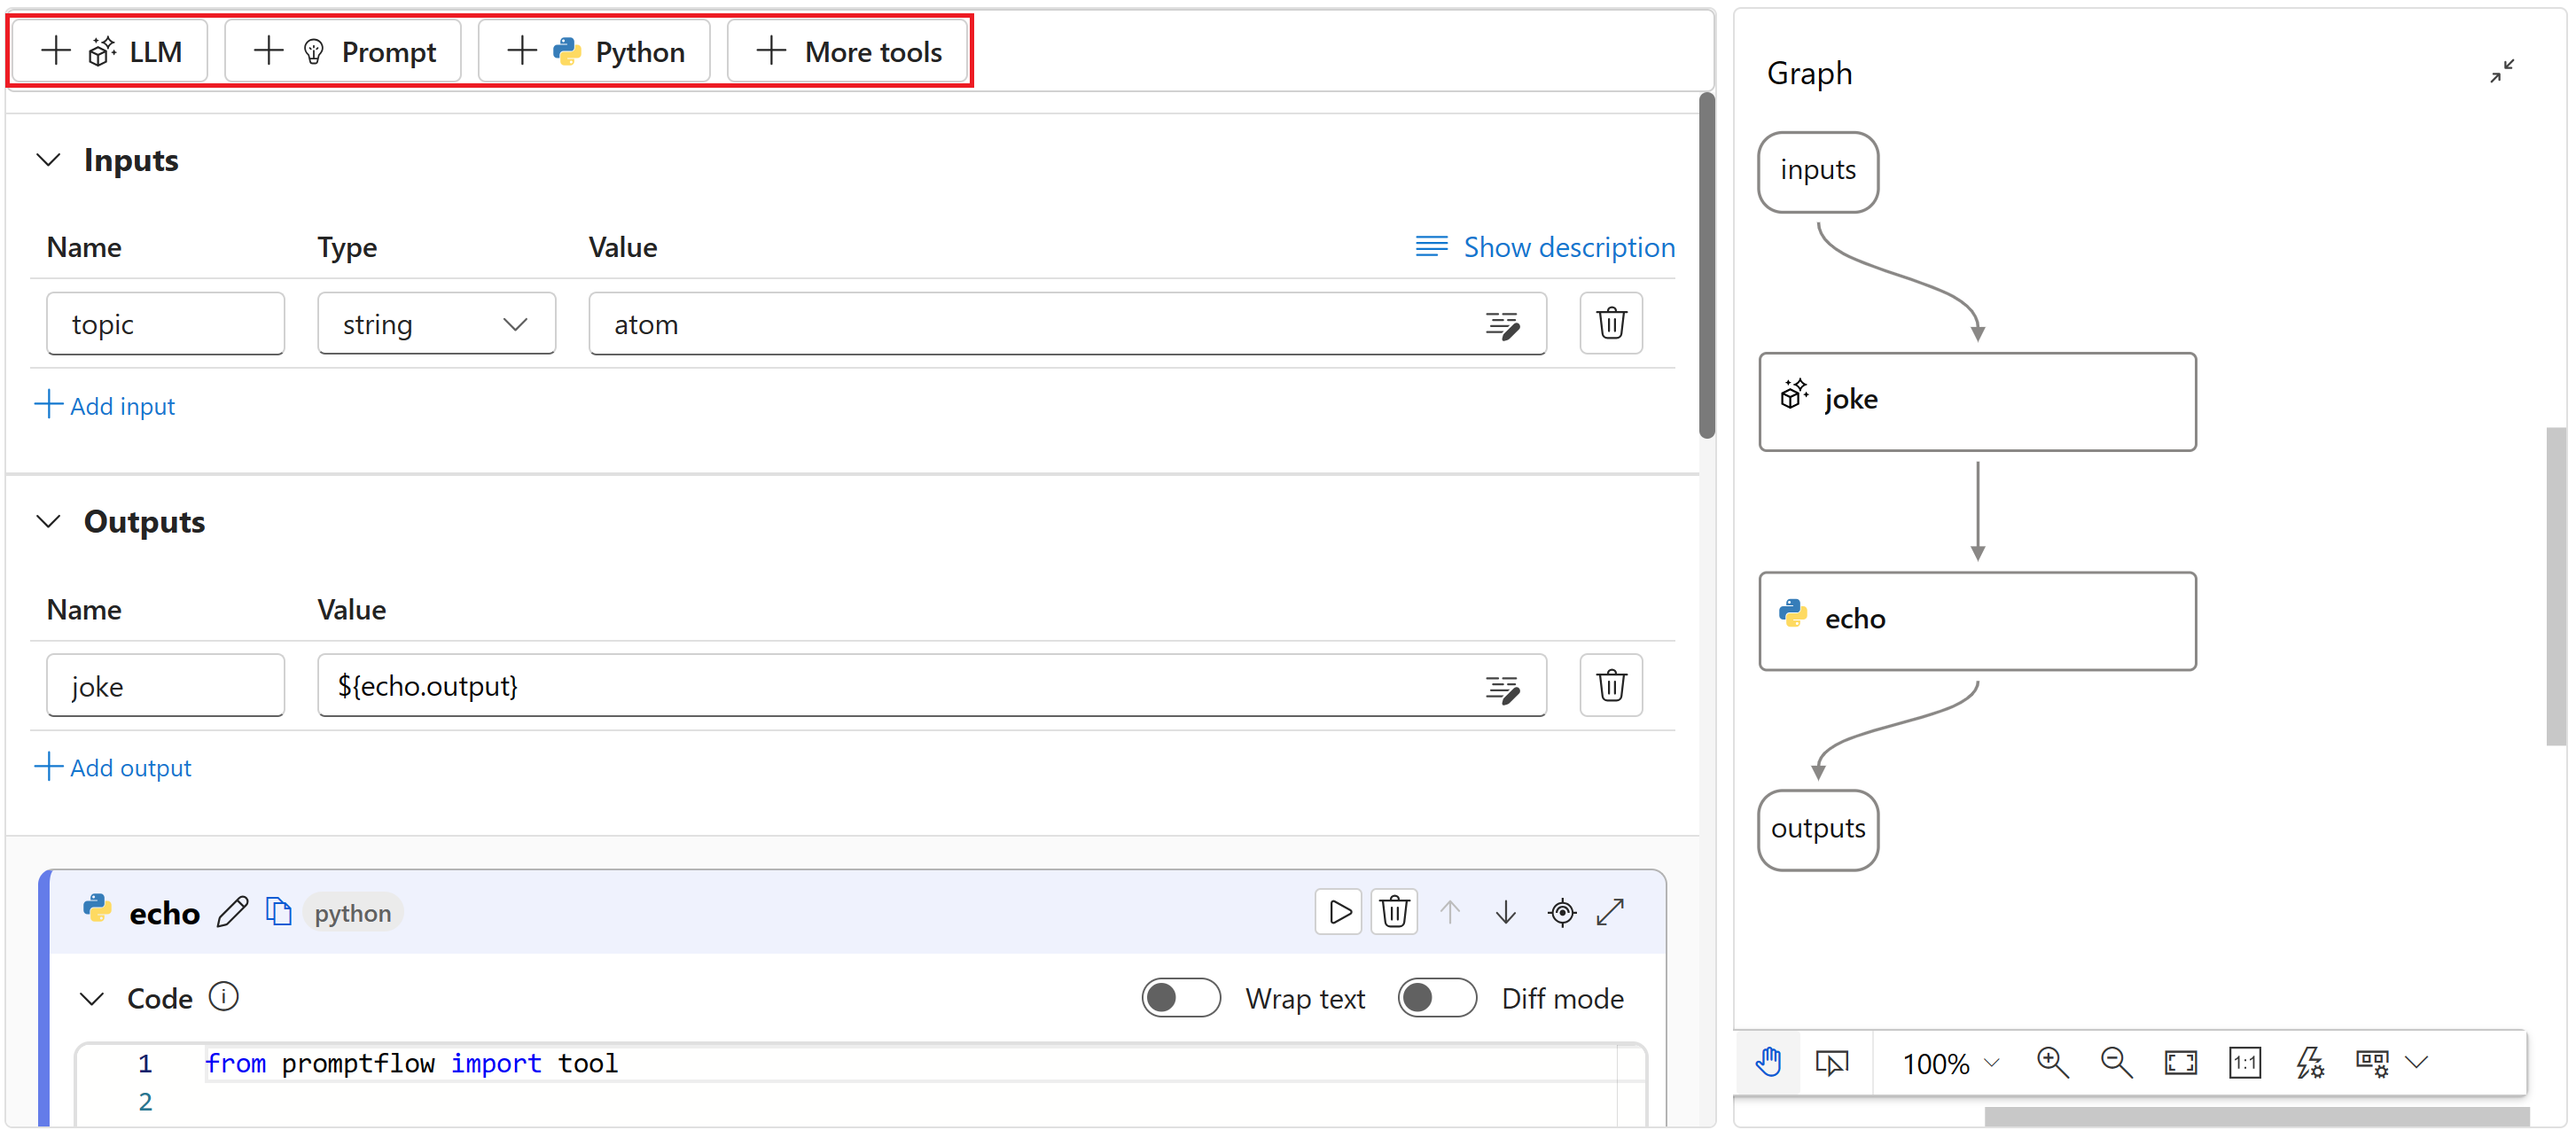 LLM Prompt Python More tools
Inputs
Name Type Value Show description
topic string atom
Add input
Outputs
Name Value
joke ${echo.output}
Add output
echo python
Code Wrap text Diff mode
1 from promptflow import tool
2
Graph
inputs
joke
echo
outputs
100% 1:1